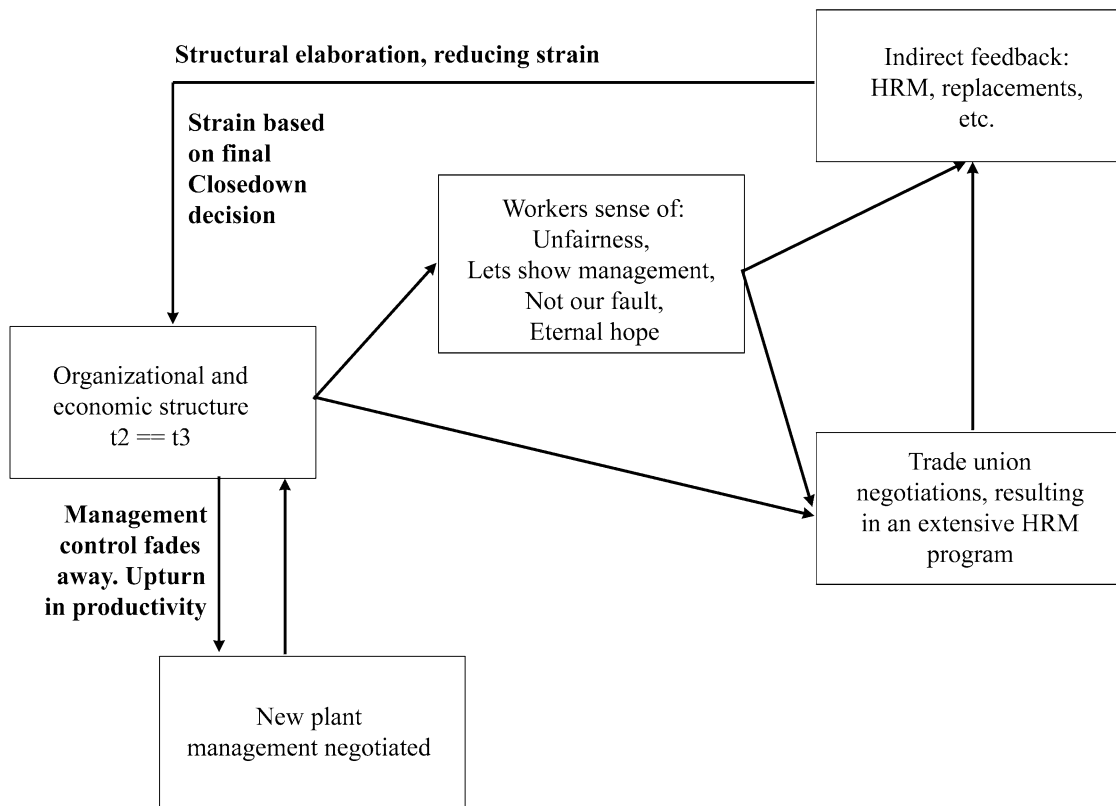 Structural elaboration, reducing strain
Indirect feedback:
HRM, replacements,
etc.
Strain based
on final
Closedown
decision
Workers sense of:
Unfairness,
Lets show management,
Not our fault,
Eternal hope
Organizational and
economic structure
t2 == t3
Trade union
negotiations, resulting
in an extensive HRM
program
Management
control fades
away. Upturn
in productivity
New plant
management negotiated